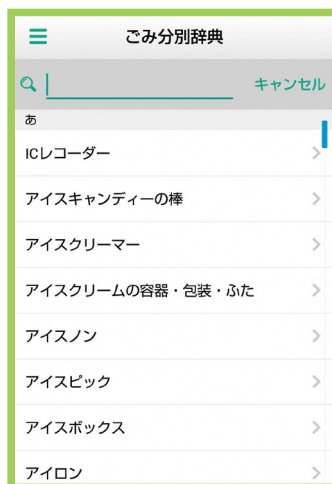 ごみ分別辞典
キャンセル
あ
ICレコーダー
アイスキャンディーの棒
アイスクリーマー
アイスクリームの容器・包装・ふた
アイスノン
アイスピック
アイスボックス
アイロン